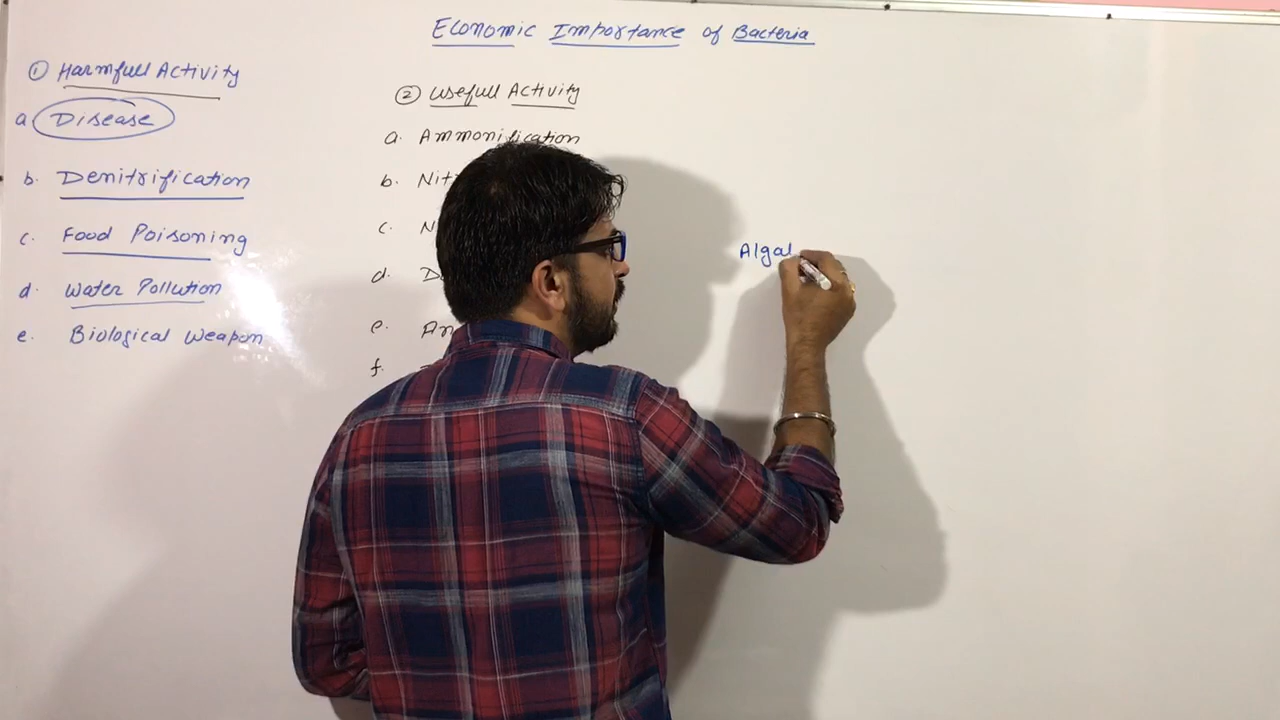 Economic Importance of Bacteria
① Harmfull Activity
a Disease
b. Denitrification
c. Food Poisoning
d. Water Pollution
e. Biological Weapon
② Usefull Activity
a. Ammonification
b.
c.
d.
e.
f.
Algal